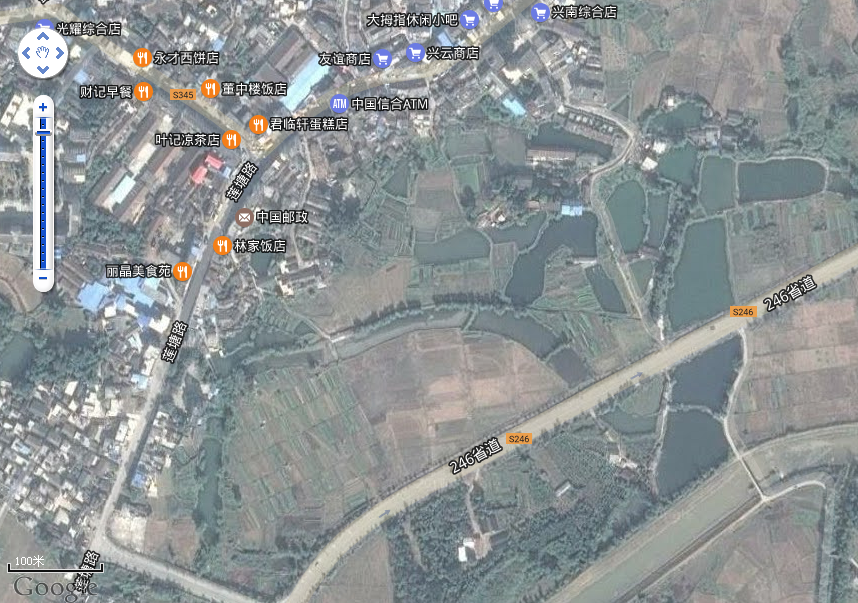 大拇指休闲小吧
兴南综合店
光耀综合店
永才西饼店
友谊商店
兴云商店
财记早餐
S345
董中楼饭店
中国信合ATM
ATM
君临轩蛋糕店
叶记凉茶店
莲塘路
中国邮政
林家饭店
丽晶美食苑
246省道
S246
莲塘路
246省道
S246
100米
莲塘路
Google